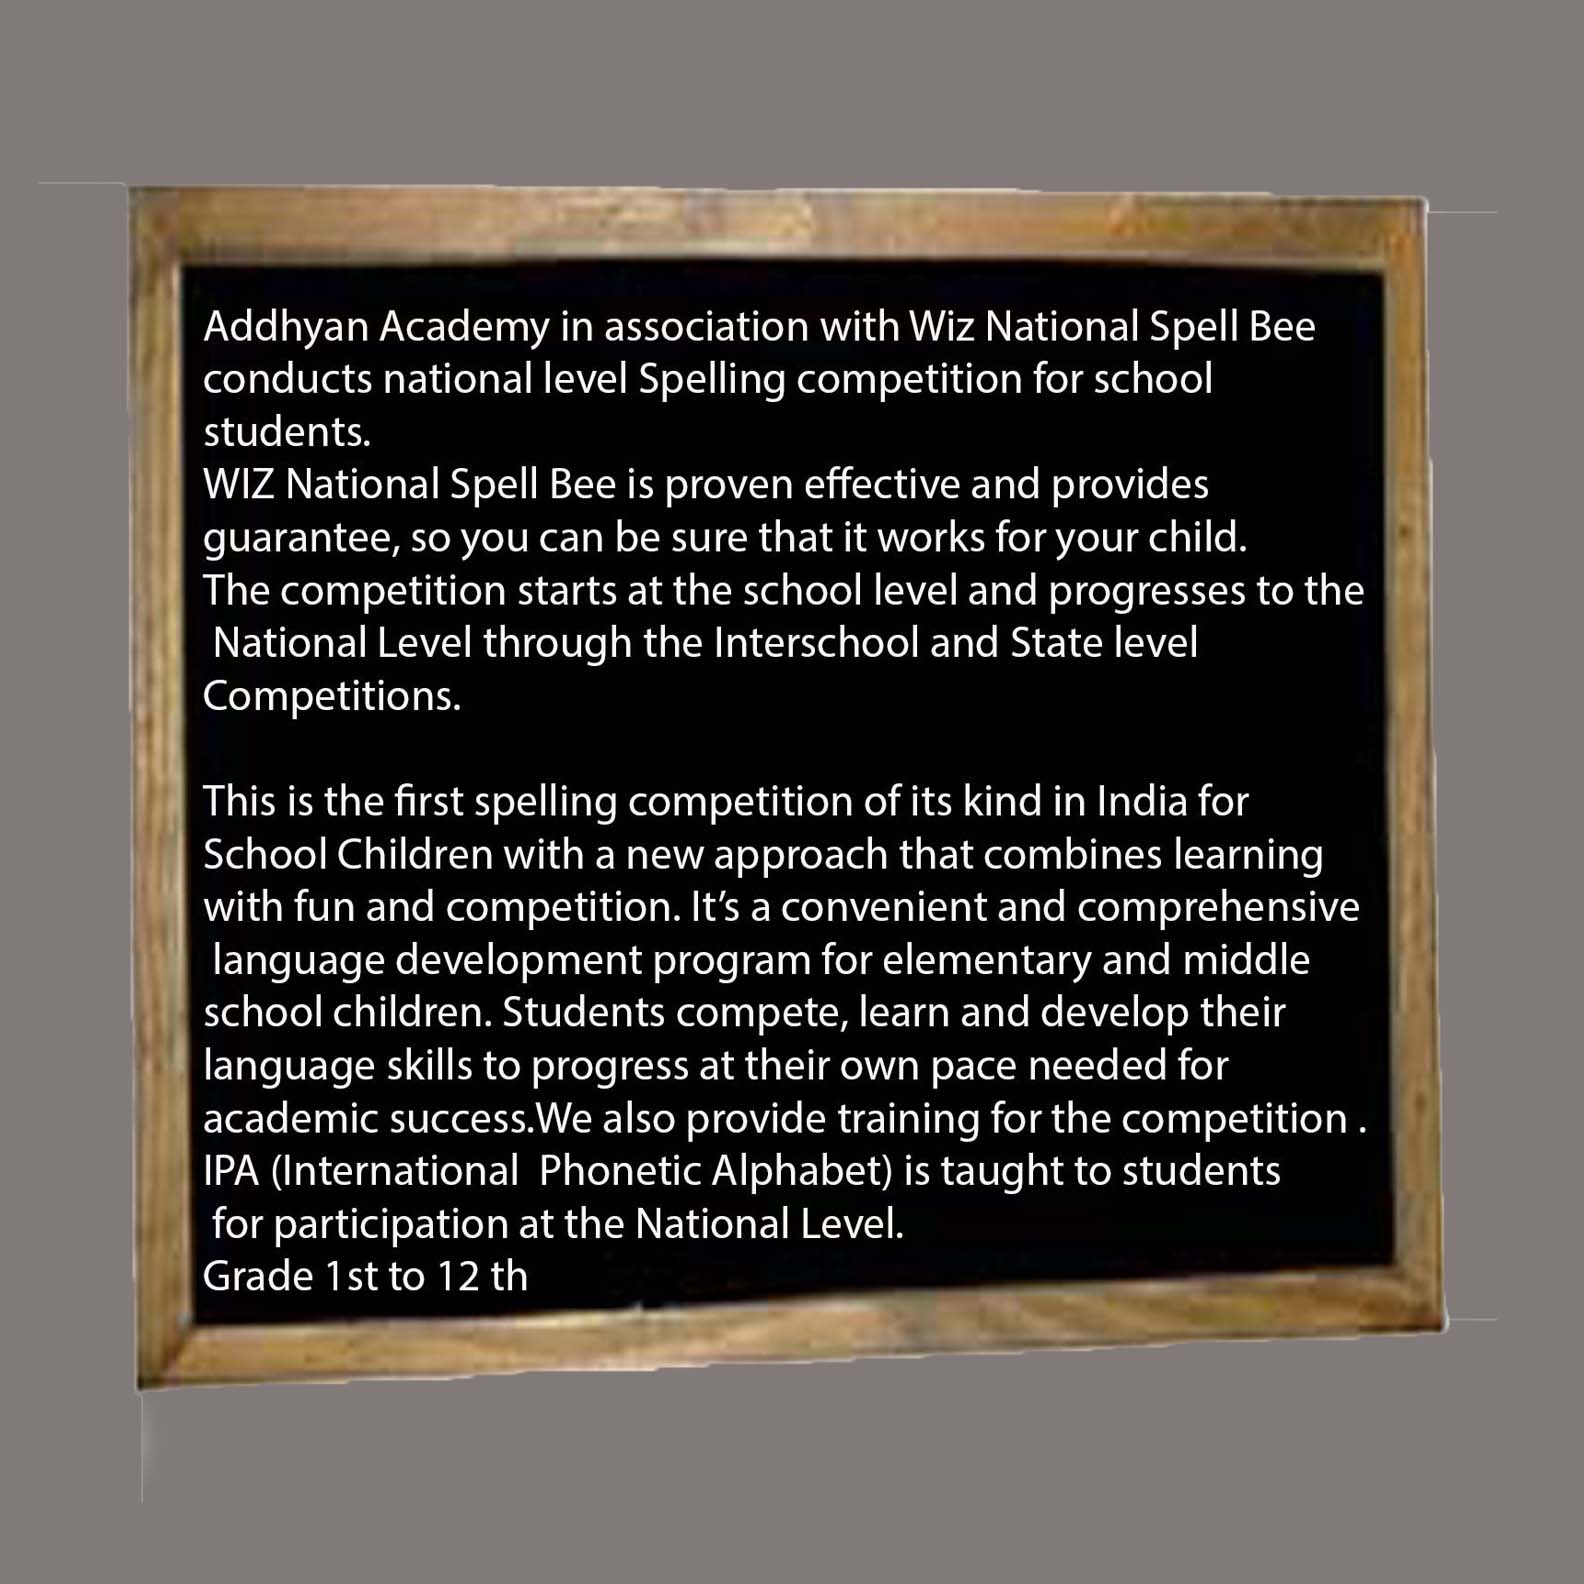 Addhyan Academy in association with Wiz National Spell Bee
conducts national level Spelling competition for school
students.
WIZ National Spell Bee is proven effective and provides
guarantee, so you can be sure that it works for your child.
The competition starts at the school level and progresses to the
National Level through the Interschool and State level
Competitions.
This is the first spelling competition of its kind in India for
School Children with a new approach that combines learning
with fun and competition. It’s a convenient and comprehensive
language development program for elementary and middle
school children. Students compete, learn and develop their
language skills to progress at their own pace needed for
academic success.We also provide training for the competition .
IPA (International  Phonetic Alphabet) is taught to students
for participation at the National Level.
Grade 1st to 12 th